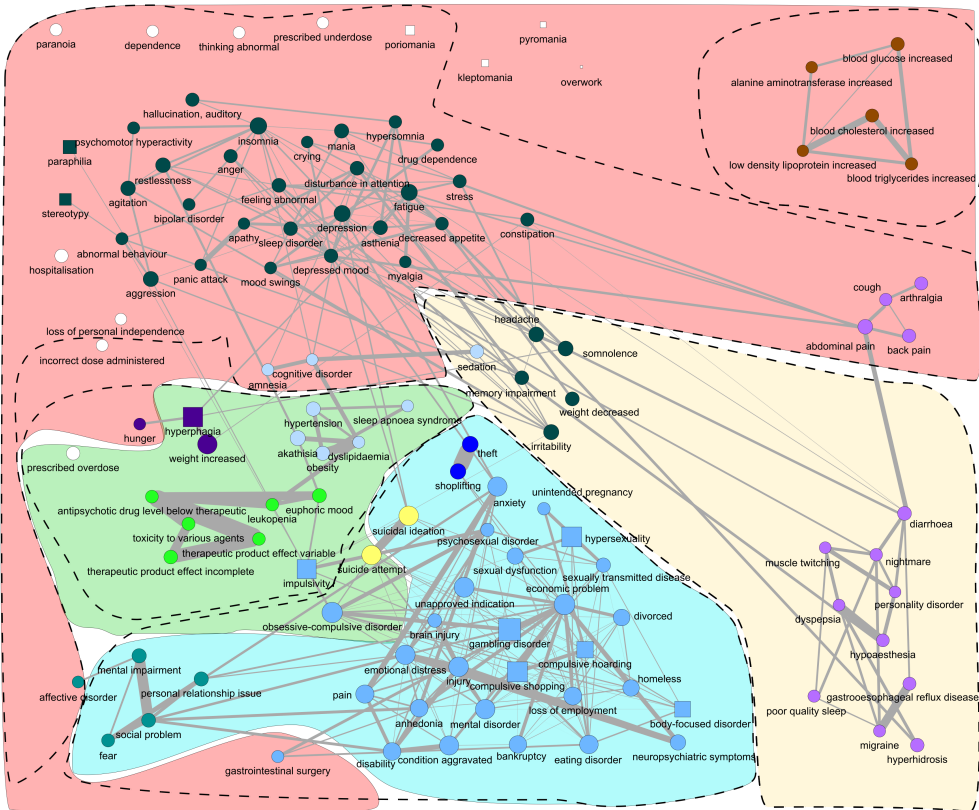 paranoia
dependence
thinking abnormal
prescribed underdose
poriomania
pyromania
kleptomania
overwork
blood glucose increased
alanine aminotransferase increased
blood cholesterol increased
low density lipoprotein increased
blood triglycerides increased
hallucination, auditory
psychomotor hyperactivity
insomnia
mania
hypersomnia
crying
drug dependence
paraphilia
restlessness
anger
disturbance in attention
stress
agitation
feeling abnormal
fatigue
stereotypy
bipolar disorder
depression
apathy
sleep disorder
asthenia
decreased appetite
constipation
abnormal behaviour
hospitalisation
panic attack
mood swings
depressed mood
myalgia
aggression
cough
arthralgia
abdominal pain
back pain
loss of personal independence
incorrect dose administered
headache
somnolence
cognitive disorder
amnesia
sedation
memory impairment
weight decreased
irritability
hunger
hyperphagia
weight increased
hypertension
sleep apnoea syndrome
akathisia
dyslipidaemia
obesity
prescribed overdose
theft
shoplifting
antipsychotic drug level below therapeutic
leukopenia
euphoric mood
toxicity to various agents
therapeutic product effect variable
therapeutic product effect incomplete
impulsivity
suicidal ideation
suicide attempt
anxiety
unintended pregnancy
psychosexual disorder
hypersexuality
sexual dysfunction
sexually transmitted disease
economic problem
unapproved indication
obsessive-compulsive disorder
brain injury
gambling disorder
divorced
compulsive hoarding
emotional distress
injury
compulsive shopping
homeless
pain
anhedonia
mental disorder
loss of employment
body-focused disorder
disability
condition aggravated
bankruptcy
eating disorder
neuropsychiatric symptoms
gastrointestinal surgery
mental impairment
affective disorder
personal relationship issue
social problem
fear
diarrhoea
muscle twitching
nightmare
personality disorder
dyspepsia
hypoaesthesia
gastrooesophageal reflux disease
poor quality sleep
migraine
hyperhidrosis